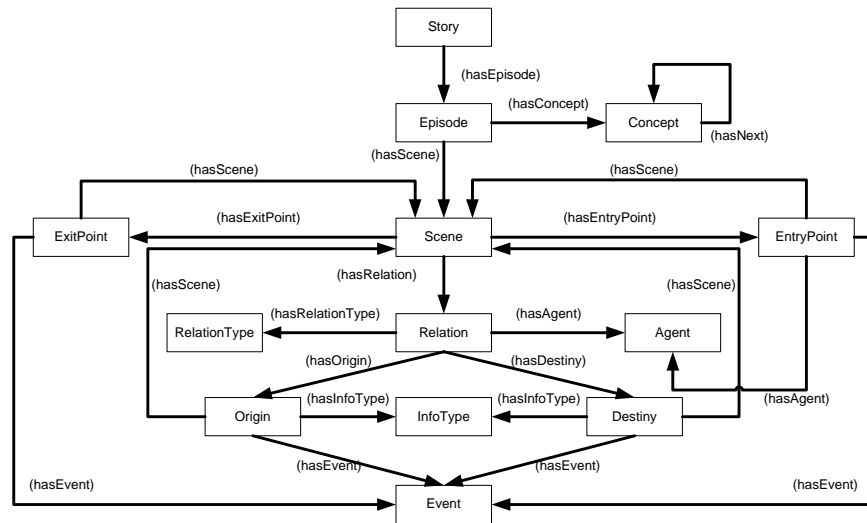 Story
(hasEpisode)
(hasConcept)
Episode
Concept
(hasNext)
(hasScene)
(hasScene)
(hasScene)
(hasExitPoint)
(hasEntryPoint)
ExitPoint
Scene
EntryPoint
(hasRelation)
(hasScene)
(hasScene)
(hasRelationType)
(hasAgent)
RelationType
Relation
Agent
(hasOrigin)
(hasDestiny)
(hasInfoType)
(hasInfoType)
(hasAgent)
Origin
InfoType
Destiny
(hasEvent)
(hasEvent)
(hasEvent)
(hasEvent)
Event